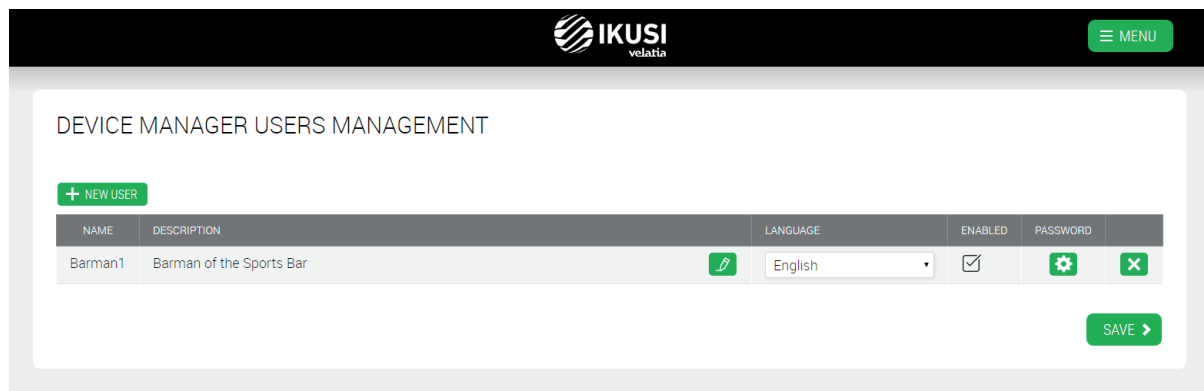 IKUSI
velatia
MENU
DEVICE MANAGER USERS MANAGEMENT
NEW USER
NAME DESCRIPTION LANGUAGE ENABLED PASSWORD
Barman1 Barman of the Sports Bar English
SAVE